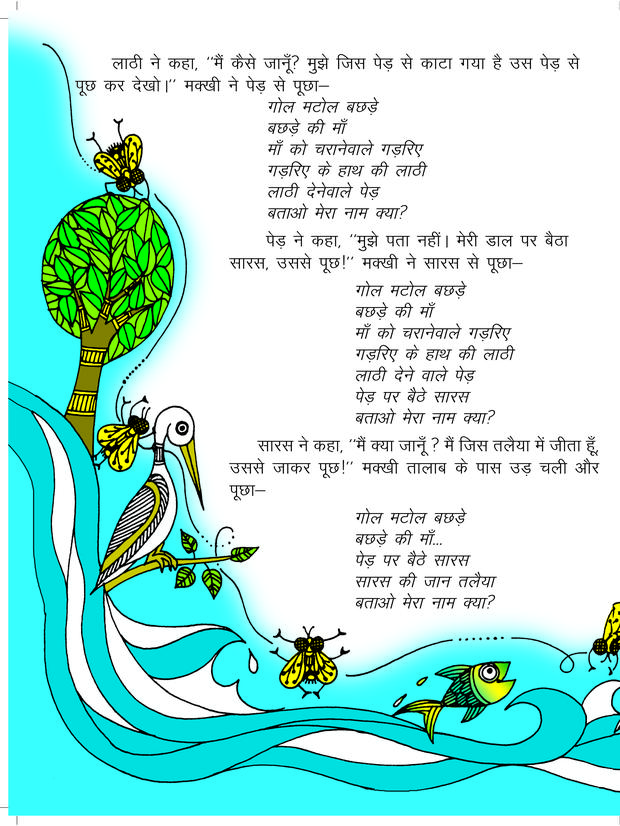 लाठी ने कहा, ‘‘मैं कैसे जानूँ? मुझे जिस पेड़ से काटा गया है उस पेड़ से
पूछ कर देखो।’’ मक्खी ने पेड़ से पूछा—
गोल मटोल बछड़े
बछड़े की माँ
माँ को चरानेवाले गड़रिए
गड़रिए के हाथ की लाठी
लाठी देनेवाले पेड़
बताओ मेरा नाम क्या?
पेड़ ने कहा, ‘‘मुझे पता नहीं। मेरी डाल पर बैठा
सारस, उससे पूछ!’’ मक्खी ने सारस से पूछा—
गोल मटोल बछड़े
बछड़े की माँ
माँ को चरानेवाले गड़रिए
गड़रिए के हाथ की लाठी
लाठी देने वाले पेड़
पेड़ पर बैठे सारस
बताओ मेरा नाम क्या?
सारस ने कहा, ‘‘मैं क्या जानूँ ? मैं जिस तलैया में जीता हूँ,
उससे जाकर पूछ!’’ मक्खी तालाब के पास उड़ चली और
पूछा—
गोल मटोल बछड़े
बछड़े की माँ...
पेड़ पर बैठे सारस
सारस की जान तलैया
बताओ मेरा नाम क्या?